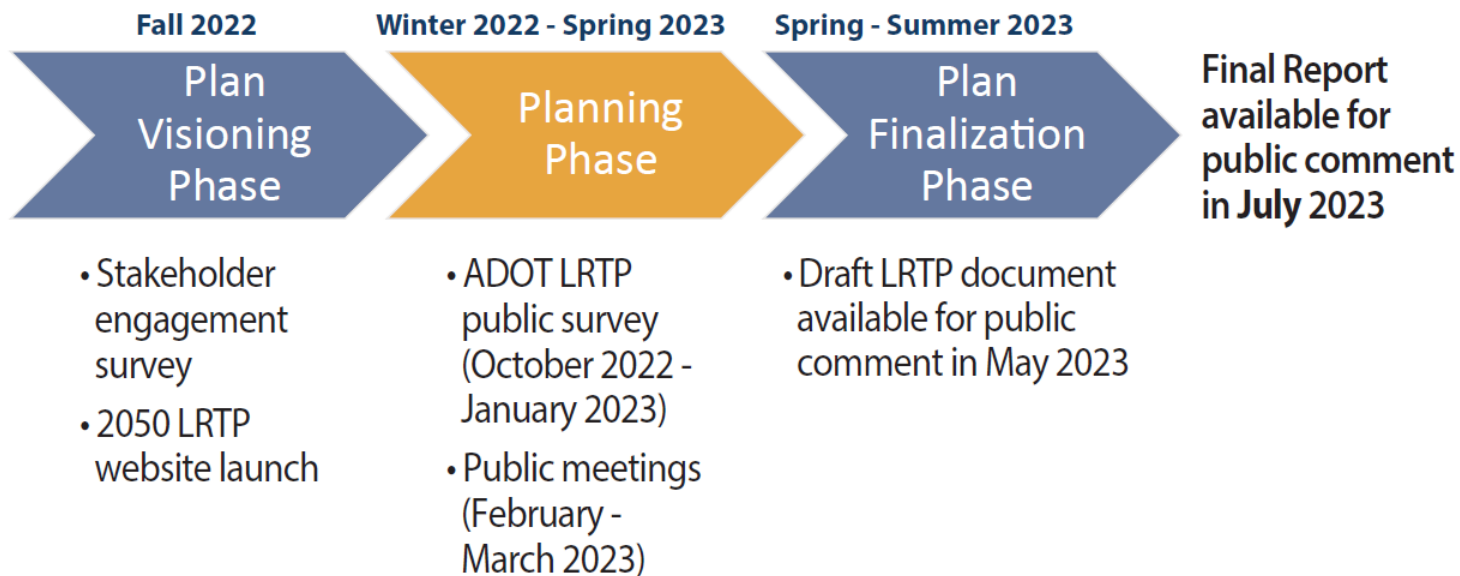 Fall 2022
Plan
Visioning
Phase
• Stakeholder
engagement
survey
• 2050 LRTP
website launch
Winter 2022 - Spring 2023
Planning
Phase
• ADOT LRTP
public survey
(October 2022 -
January 2023)
• Public meetings
(February -
March 2023)
Spring - Summer 2023
Plan
Finalization
Phase
• Draft LRTP document
available for public
comment in May 2023
Final Report
available for
public comment
in July 2023